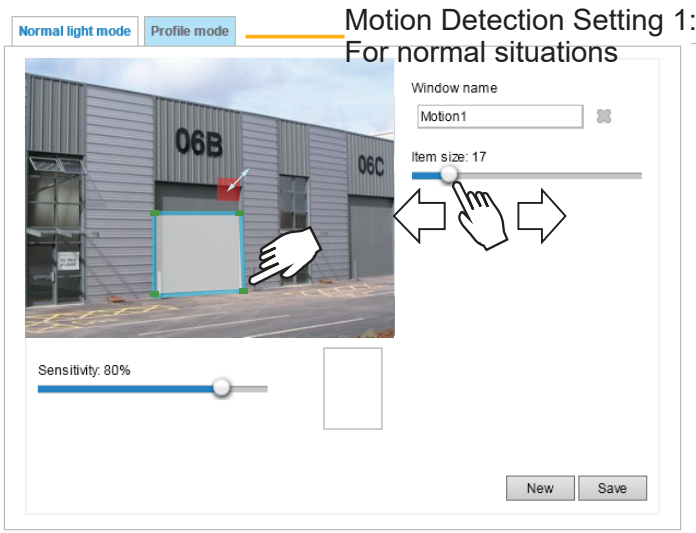 Motion Detection Setting 1:
For normal situations
Normal light mode
Profile mode
Window name
Motion1
Item size: 17
06B
06C
Sensitivity: 80%
New
Save